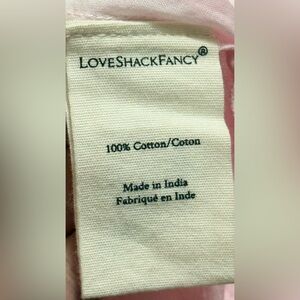 LOVESHACKFANCY®
100% Cotton/Coton
Made in India
Fabriqué en Inde